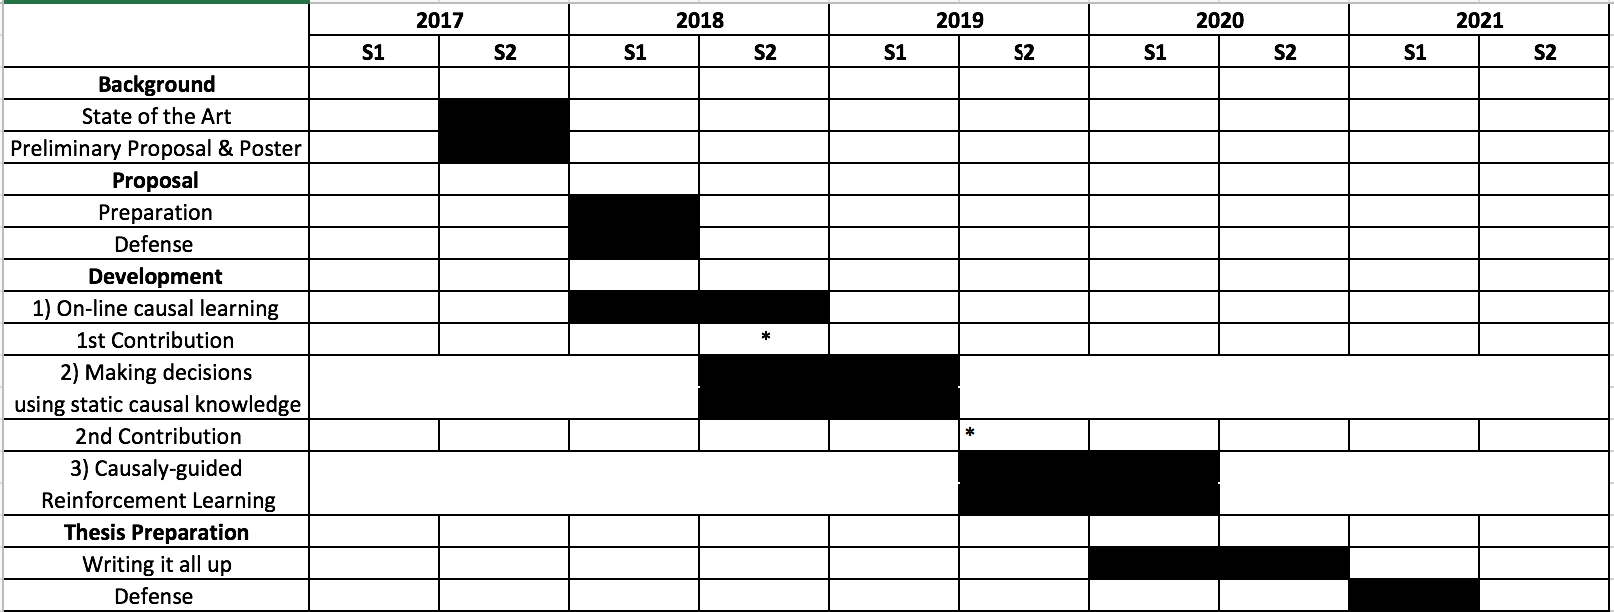 2017 2018 2019 2020 2021
S1 S2 S1 S2 S1 S2 S1 S2 S1 S2
Background
State of the Art
Preliminary Proposal & Poster
Proposal
Preparation
Defense
Development
1) On-line causal learning
1st Contribution *
2) Making decisions
using static causal knowledge
2nd Contribution *
3) Causaly-guided
Reinforcement Learning
Thesis Preparation
Writing it all up
Defense